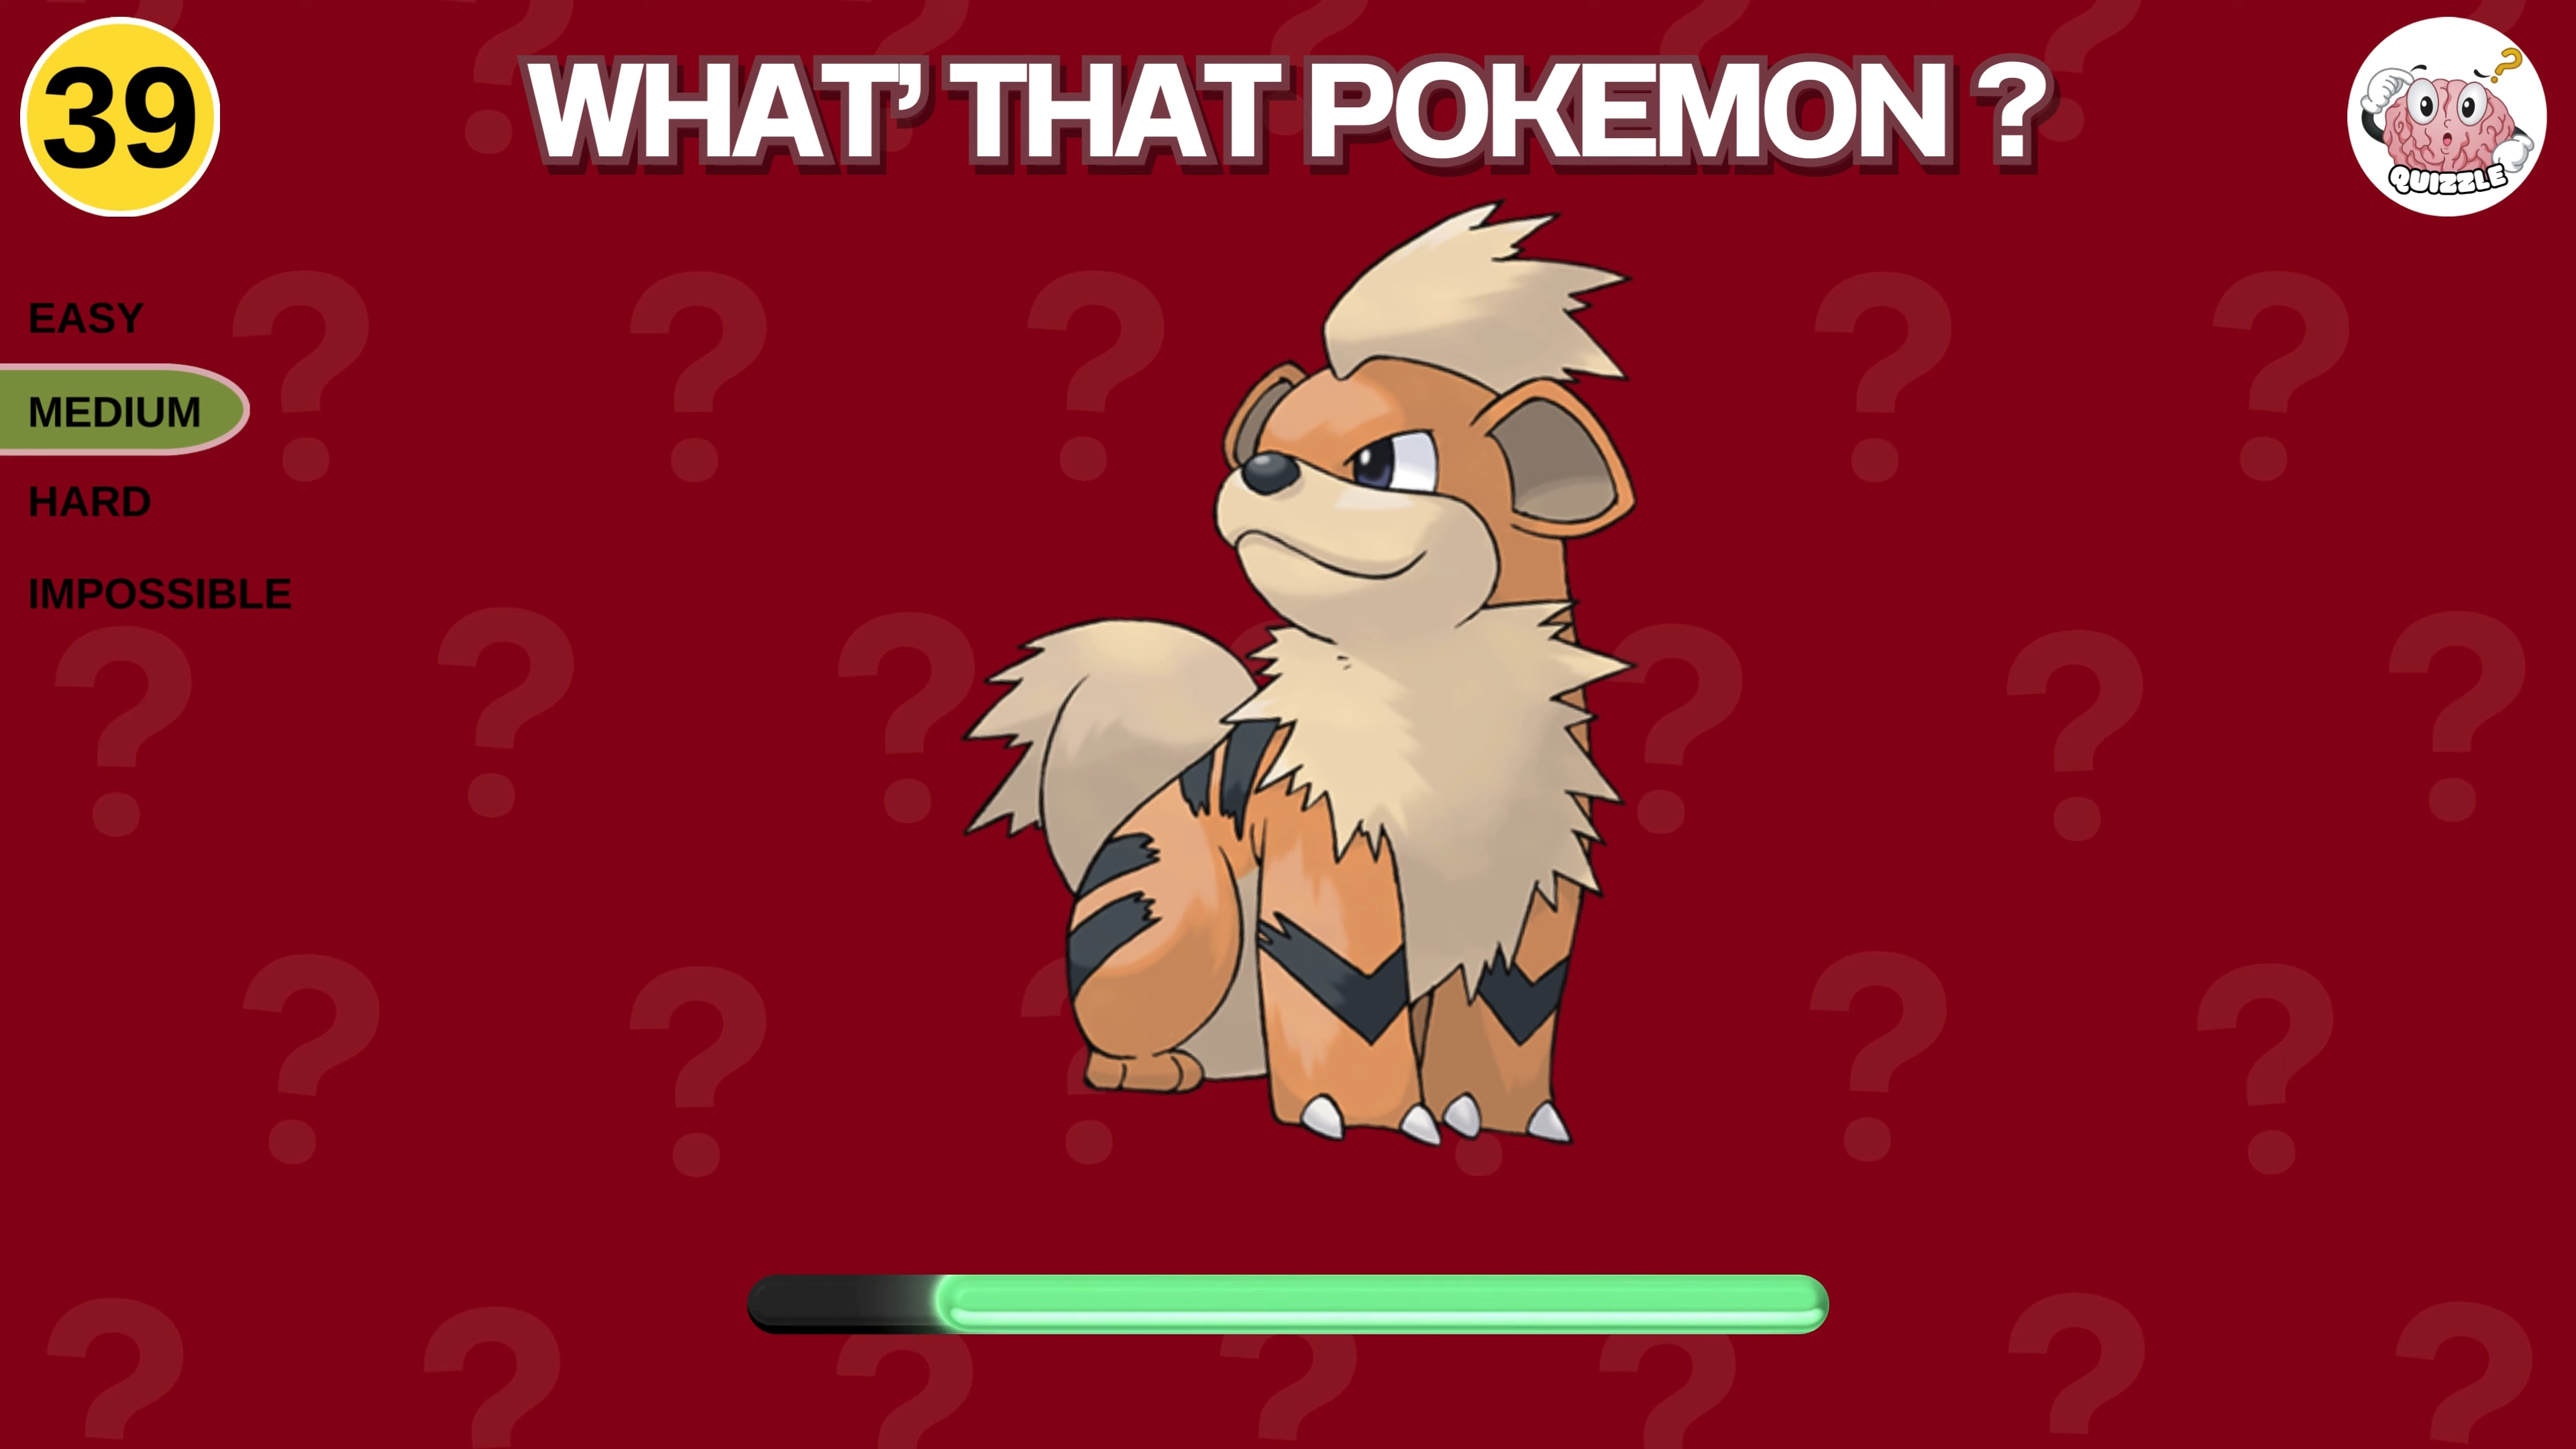 39
WHAT’ THAT POKEMON ?
QUIZZLE
EASY
MEDIUM
HARD
IMPOSSIBLE